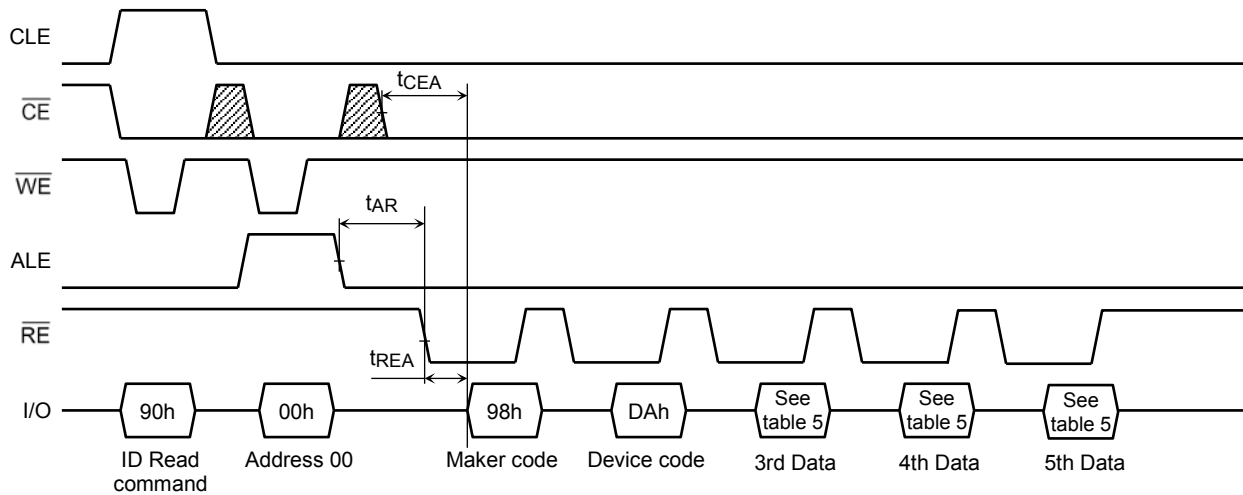 CLE
CE
tCEA
WE
tAR
ALE
RE
tREA
I/O
90h
00h
98h
DAh
See
table 5
See
table 5
See
table 5
ID Read
command
Address 00
Maker code
Device code
3rd Data
4th Data
5th Data